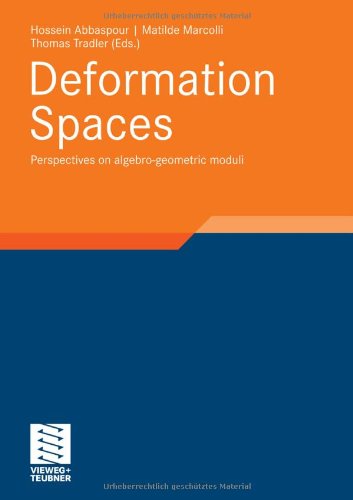 Urheberrechtlich geschütztes Material
Hossein Abbaspour | Matilde Marcolli
Thomas Tradler (Eds.)
Deformation
Spaces
Perspectives on algebro-geometric moduli
VIEWEG+
TEUBNER
Urheberrechtlich geschütztes Material